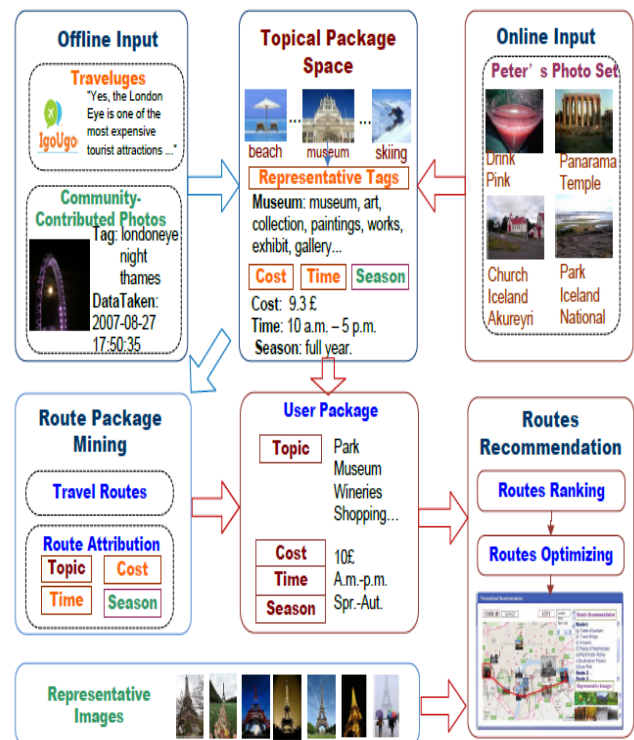 Offline Input
Traveluges
"Yes, the London
Eye is one of the
most expensive
tourist attractions ..."
IgoUgo
Community-
Contributed Photos
Tag: londoneye
night
thames
DataTaken:
2007-08-27
17:50:35
Topical Package
Space
beach
museum
skiing
Representative Tags
Museum: museum, art,
collection, paintings, works,
exhibit, gallery...
Cost
Time
Season
Cost: 9.3 £
Time: 10 a.m. – 5 p.m.
Season: full year.
Online Input
Peter's Photo Set
Drink
Pink
Panarama
Temple
Church
Iceland
Akureyri
Park
Iceland
National
Route Package
Mining
Travel Routes
Route Attribution
Topic
Cost
Time
Season
User Package
Topic
Park
Museum
Wineries
Shopping...
Cost
Time
Season
10£
A.m.-p.m.
Spr.-Aut.
Routes
Recommendation
Routes Ranking
Routes Optimizing
Representative
Images